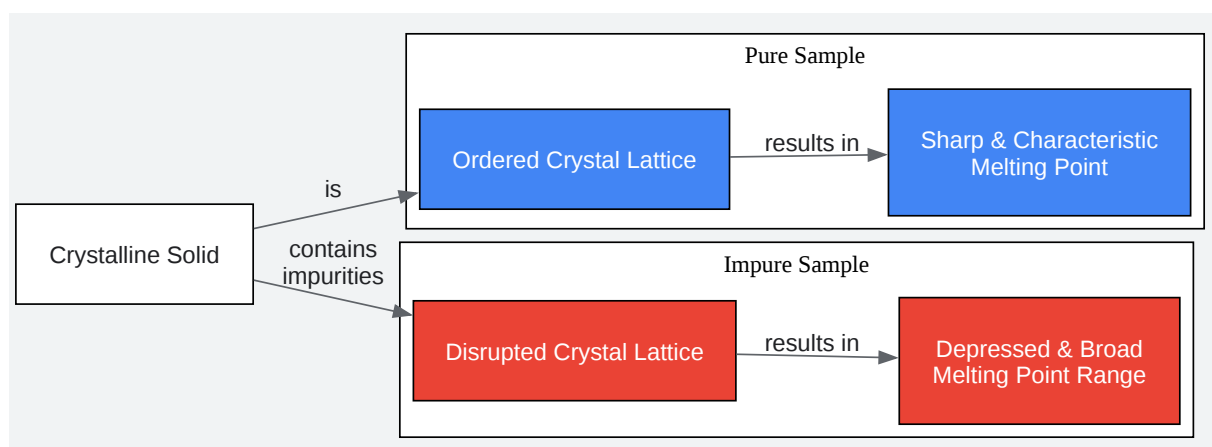 Pure Sample
Ordered Crystal Lattice
results in
Sharp & Characteristic
Melting Point
is
Crystalline Solid
contains
impurities
Impure Sample
Disrupted Crystal Lattice
results in
Depressed & Broad
Melting Point Range